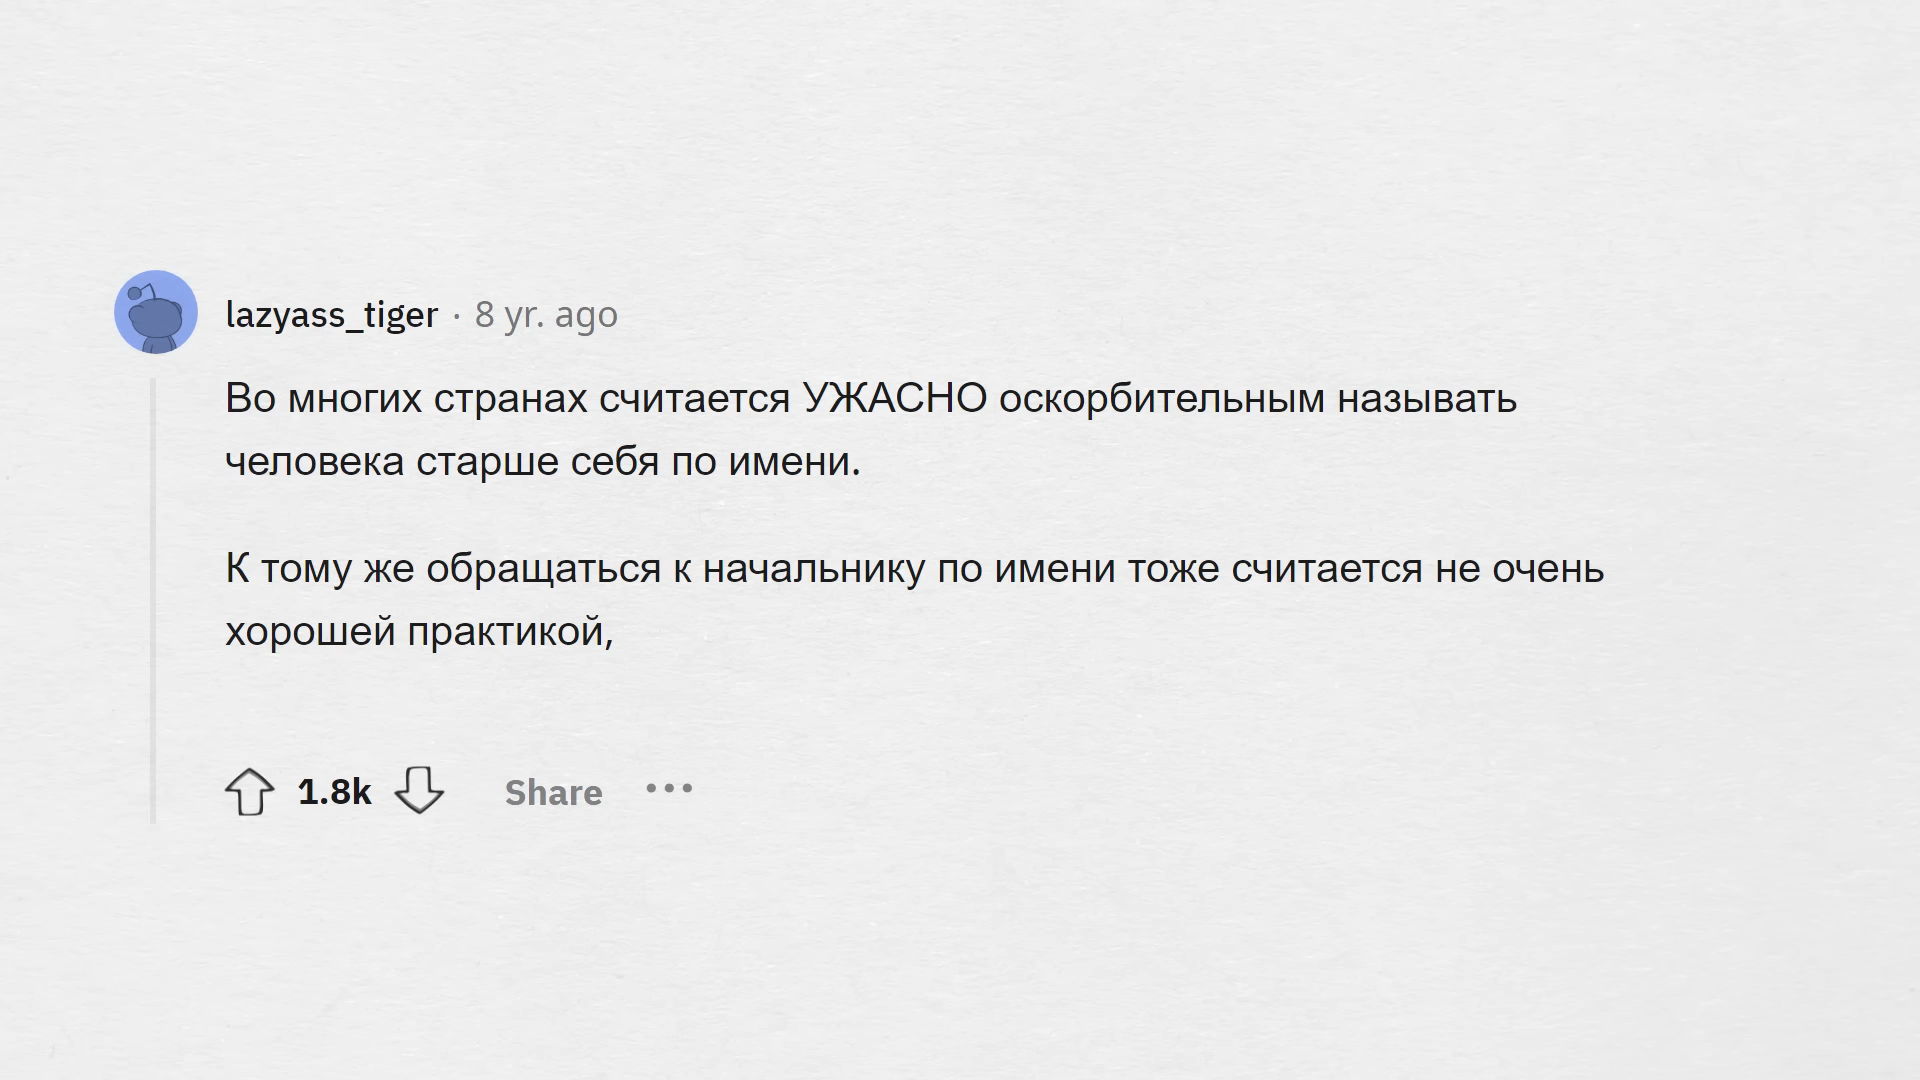 lazyass_tiger · 8 yr. ago
Во многих странах считается УЖАСНО оскорбительным называть
человека старше себя по имени.
К тому же обращаться к начальнику по имени тоже считается не очень
хорошей практикой,
1.8k Share •••